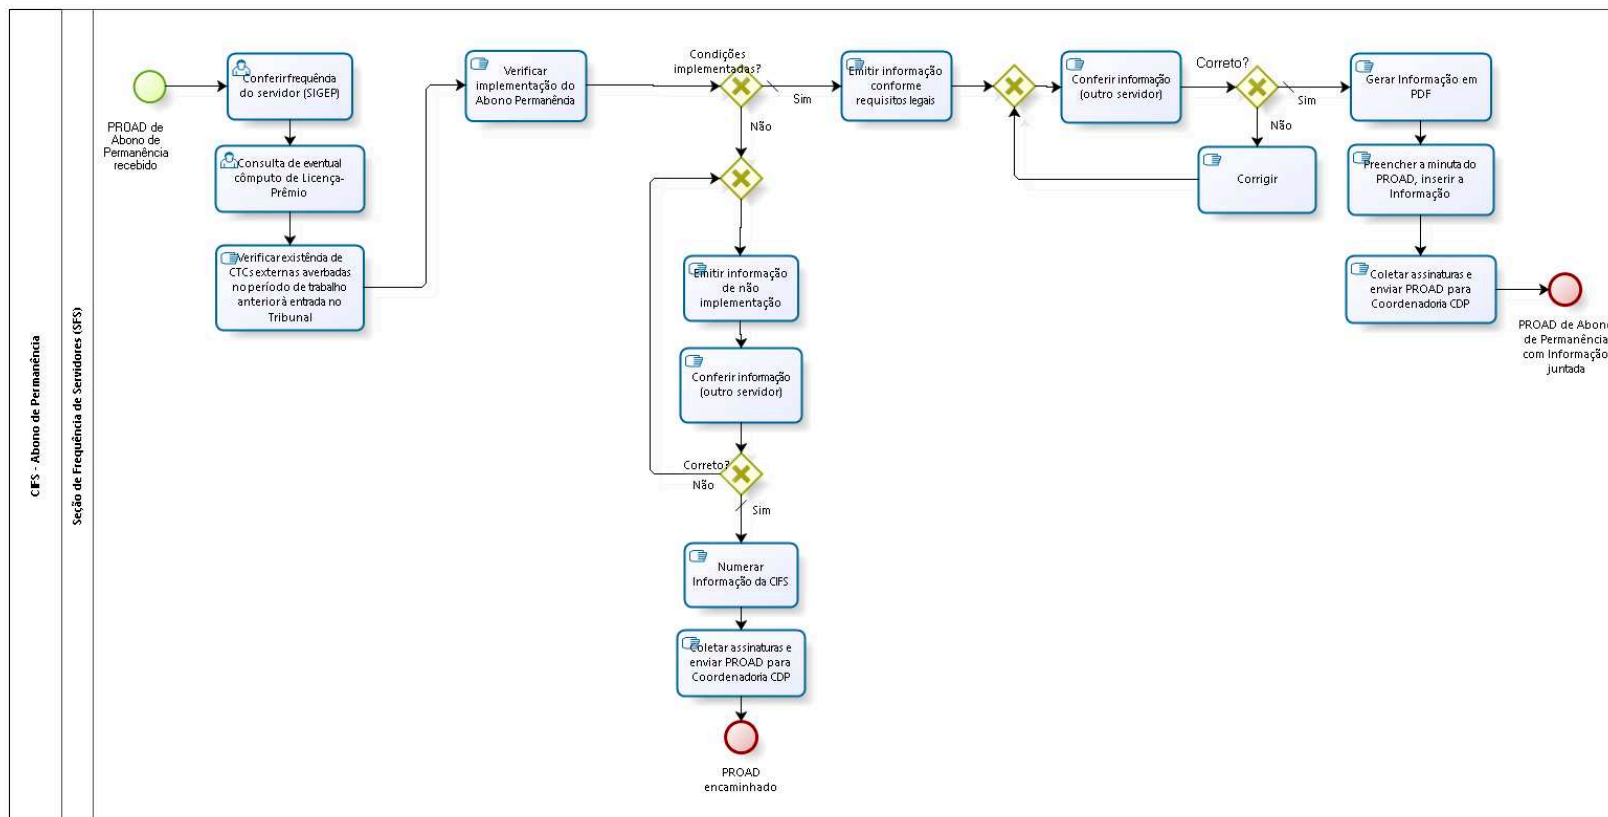 CIFS - Abono de Permanência
Seção de Frequência de Servidores (SFS)
PROAD de
Abono de
Permanência
recebido
Conferir frequência
do servidor (SIGEP)
Consulta de eventual
cômputo de Licença-
Prêmio
Verificar existência de
CTCs externas averbadas
no período de trabalho
anterior à entrada no
Tribunal
Verificar
implementação do
Abono Permanência
Condições
implementadas?
Sim
Não
Emitir informação
conforme
requisitos legais
Conferir informação
(outro servidor)
Correto?
Sim
Não
Corrigir
Gerar Informação em
PDF
Preencher a minuta do
PROAD, inserir a
Informação
Coletar assinaturas e
enviar PROAD para
Coordenadoria CDP
PROAD de Abono
de Permanência
com Informação
juntada
Emitir informação
de não
implementação
Conferir informação
(outro servidor)
Correto?
Não
Sim
Numerar
Informação da CIFS
Coletar assinaturas e
enviar PROAD para
Coordenadoria CDP
PROAD
encaminhado